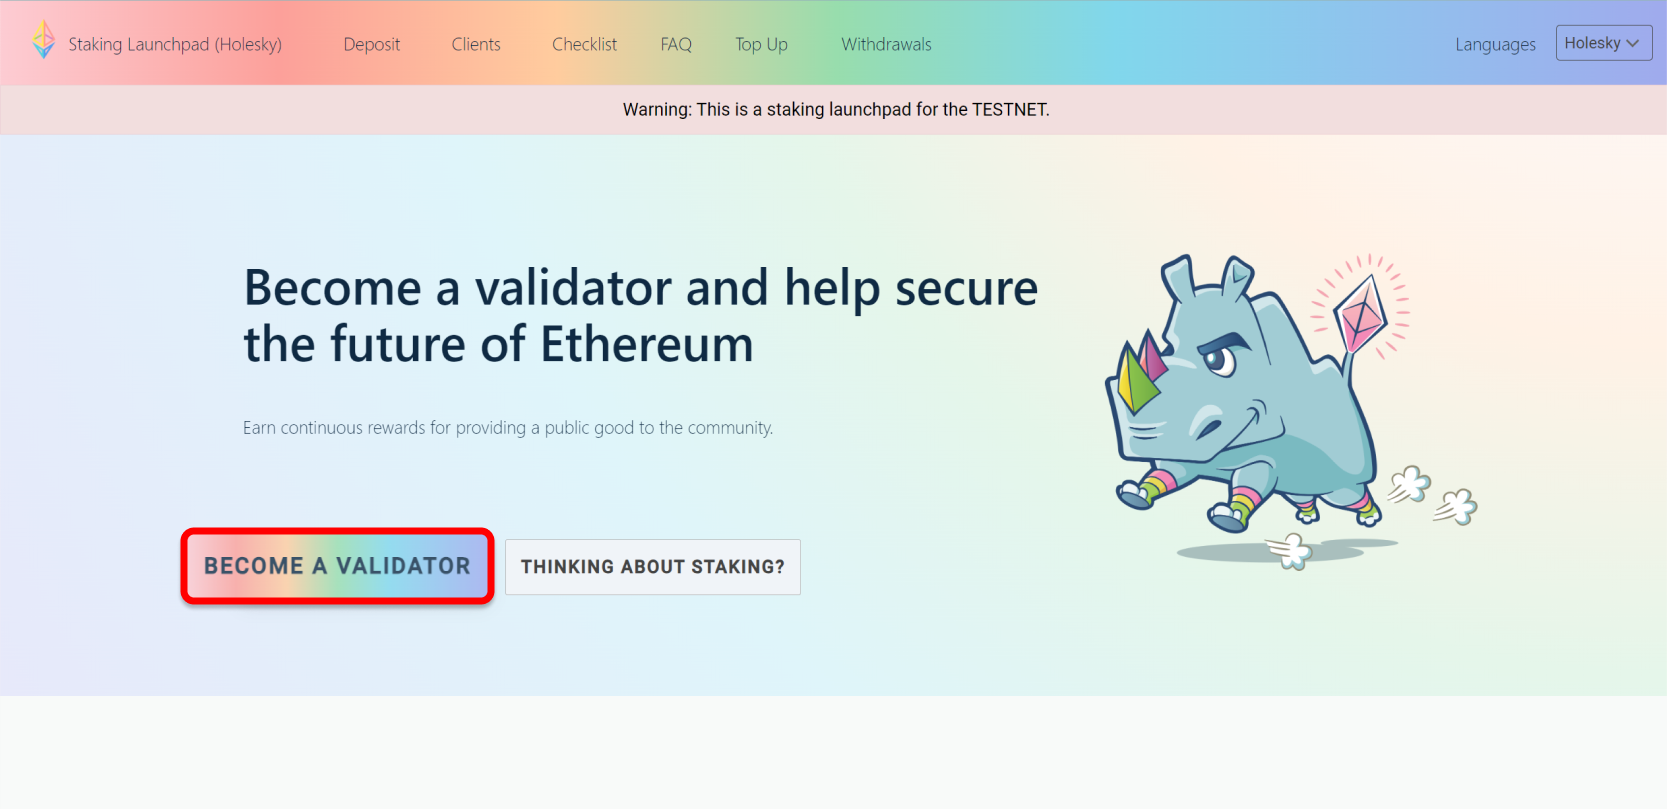 Staking Launchpad (Holesky) Deposit Clients Checklist FAQ Top Up Withdrawals Languages Holesky
Warning: This is a staking launchpad for the TESTNET.
Become a validator and help secure
the future of Ethereum
Earn continuous rewards for providing a public good to the community.
BECOME A VALIDATOR THINKING ABOUT STAKING?